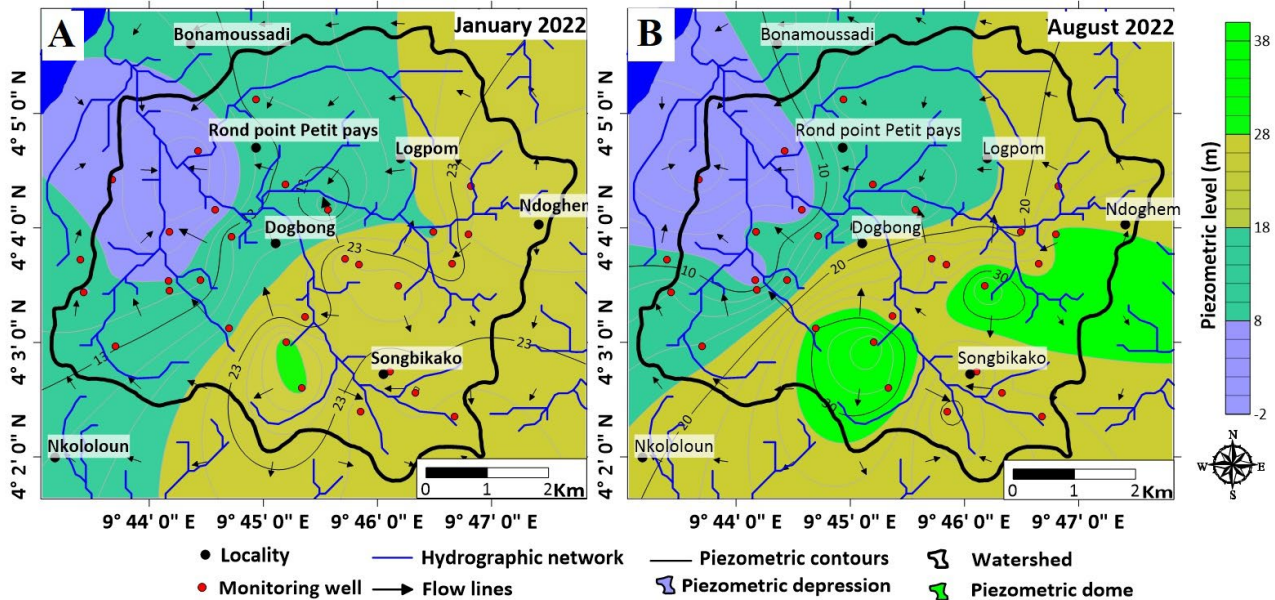 A
January 2022
Bonamoussadi
Rond point Petit pays
Logpom
Ndoghem
Dogbong
Songbikako
Nkololoun
13
23
23
23
23
23
23
13
4° 5' 0" N
4° 4' 0" N
4° 3' 0" N
4° 2' 0" N
9° 44' 0" E
9° 45' 0" E
9° 46' 0" E
9° 47' 0" E
0 1 2 Km
B
August 2022
Bonamoussadi
Rond point Petit pays
Logpom
Ndoghem
Dogbong
Songbikako
Nkololoun
10
20
10
20
30
30
20
4° 5' 0" N
4° 4' 0" N
4° 3' 0" N
4° 2' 0" N
9° 44' 0" E
9° 45' 0" E
9° 46' 0" E
9° 47' 0" E
0 1 2 Km
Piezometric level (m)
38
28
18
8
-2
N
W E
S
Locality
Hydrographic network
Piezometric contours
Watershed
Monitoring well
Flow lines
Piezometric depression
Piezometric dome